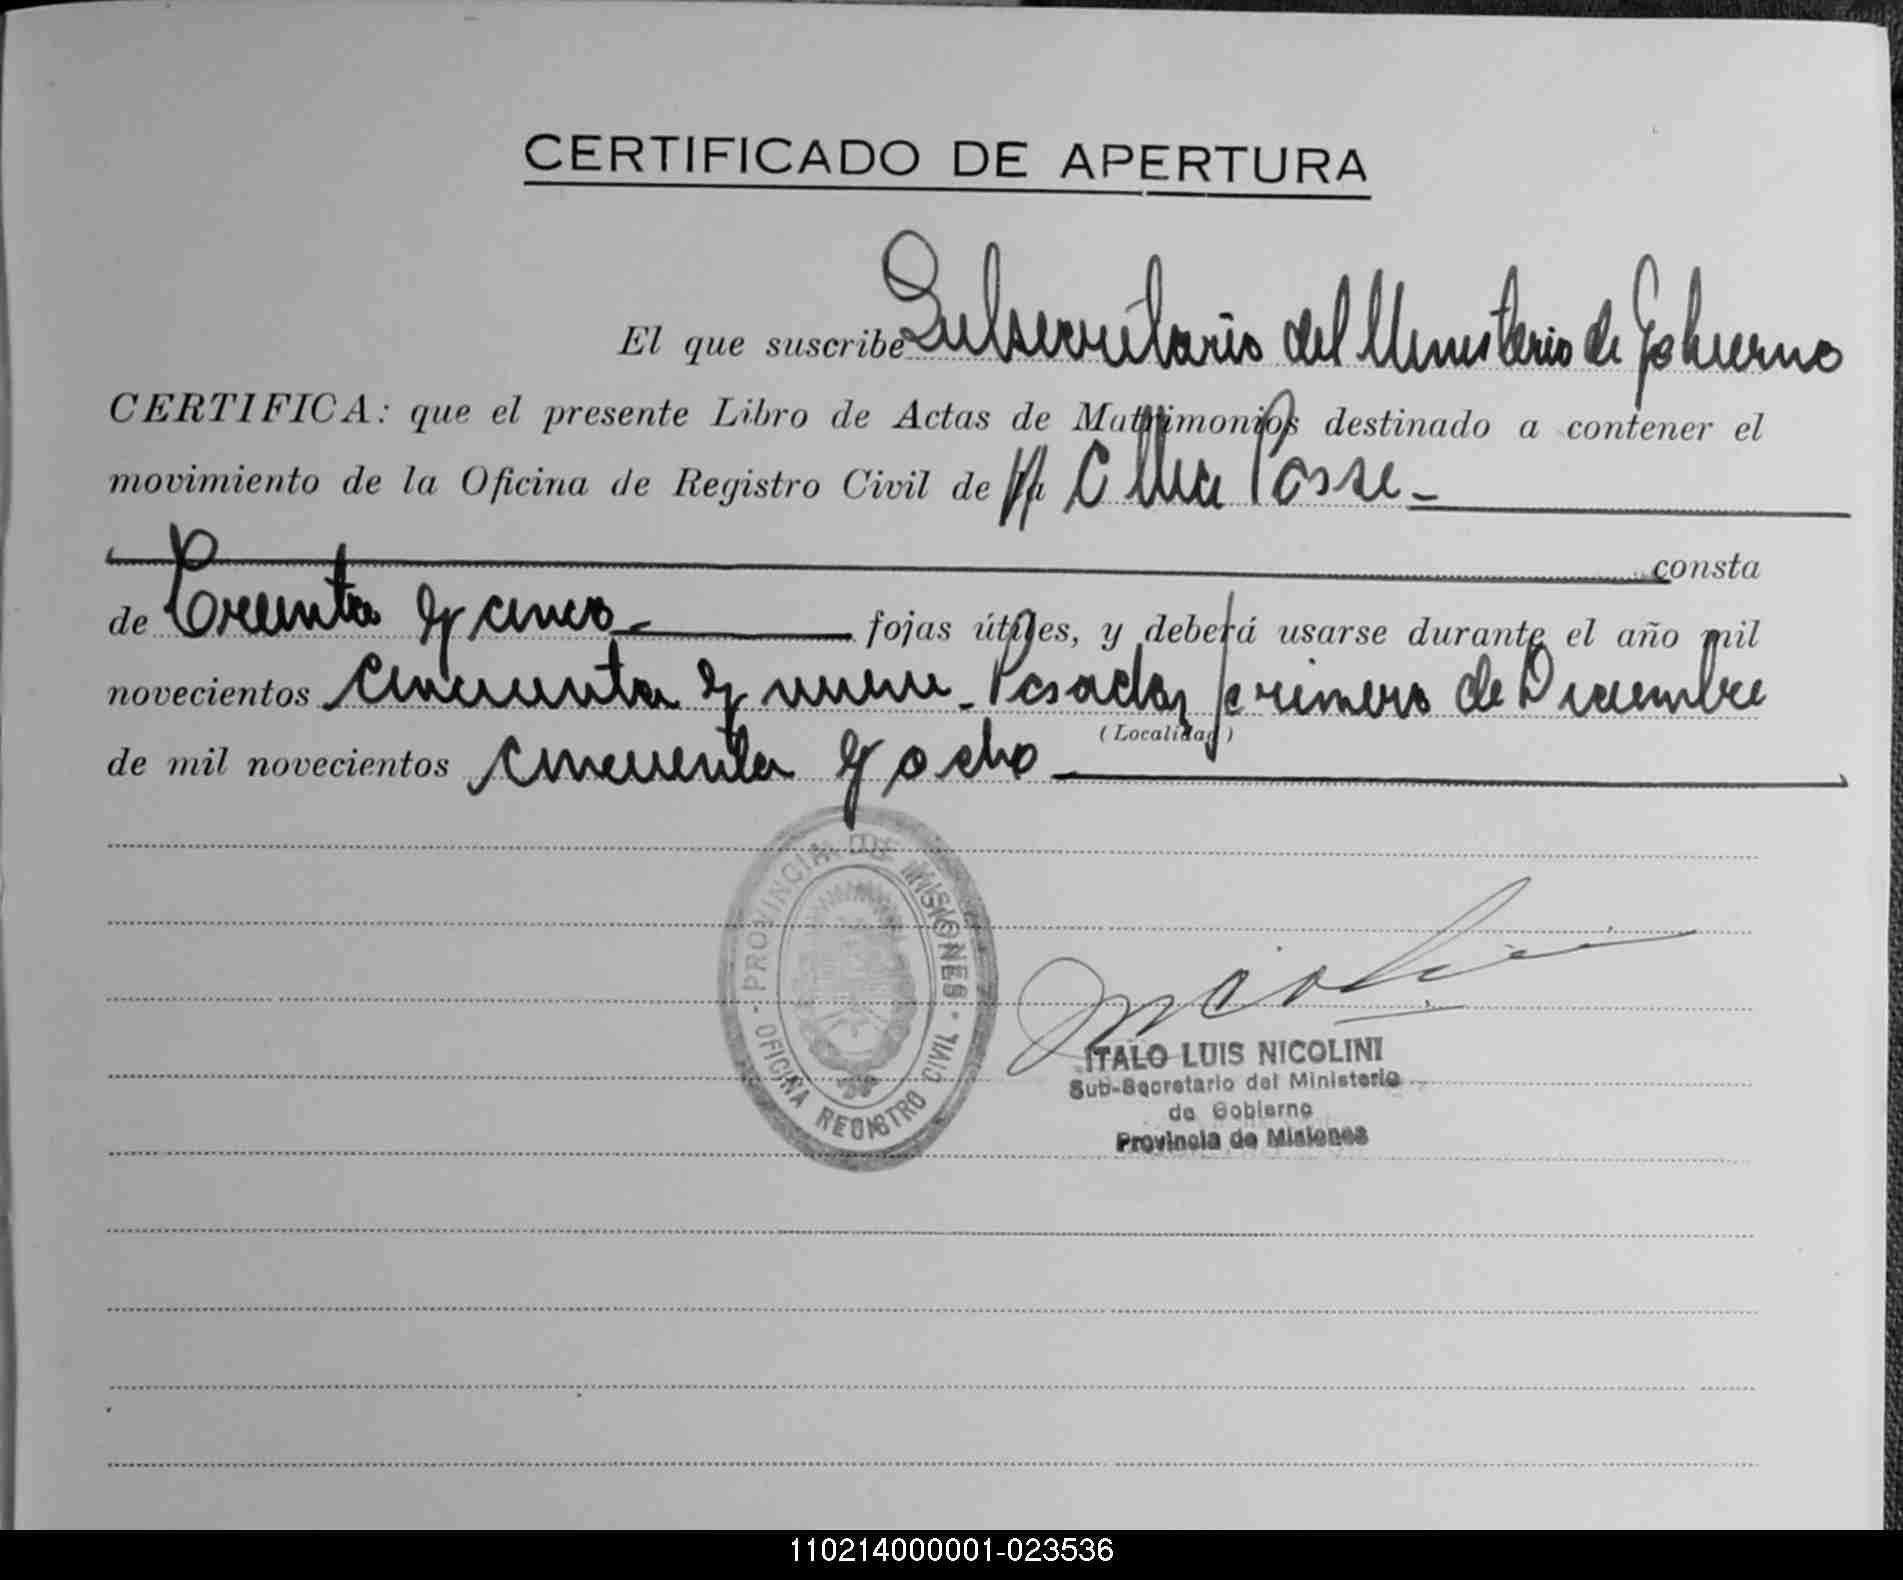 CERTIFICADO DE APERTURA
El que suscribe Subsecretario del Ministerio de Gobierno
CERTIFICA: que el presente Libro de Actas de Matrimonios destinado a contener el
movimiento de la Oficina de Registro Civil de Alba Posse
consta
de Treinta y cinco fojas útiles, y deberá usarse durante el año mil
novecientos cincuenta y nueve. Posadas, primero de Diciembre
(Localidad)
de mil novecientos cincuenta y ocho
PROVINCIA DE MISIONES
OFICINA REGISTRO CIVIL
ITALO LUIS NICOLINI
Sub-Secretario del Ministerio
de Gobierno
Provincia de Misiones
110214000001-023536